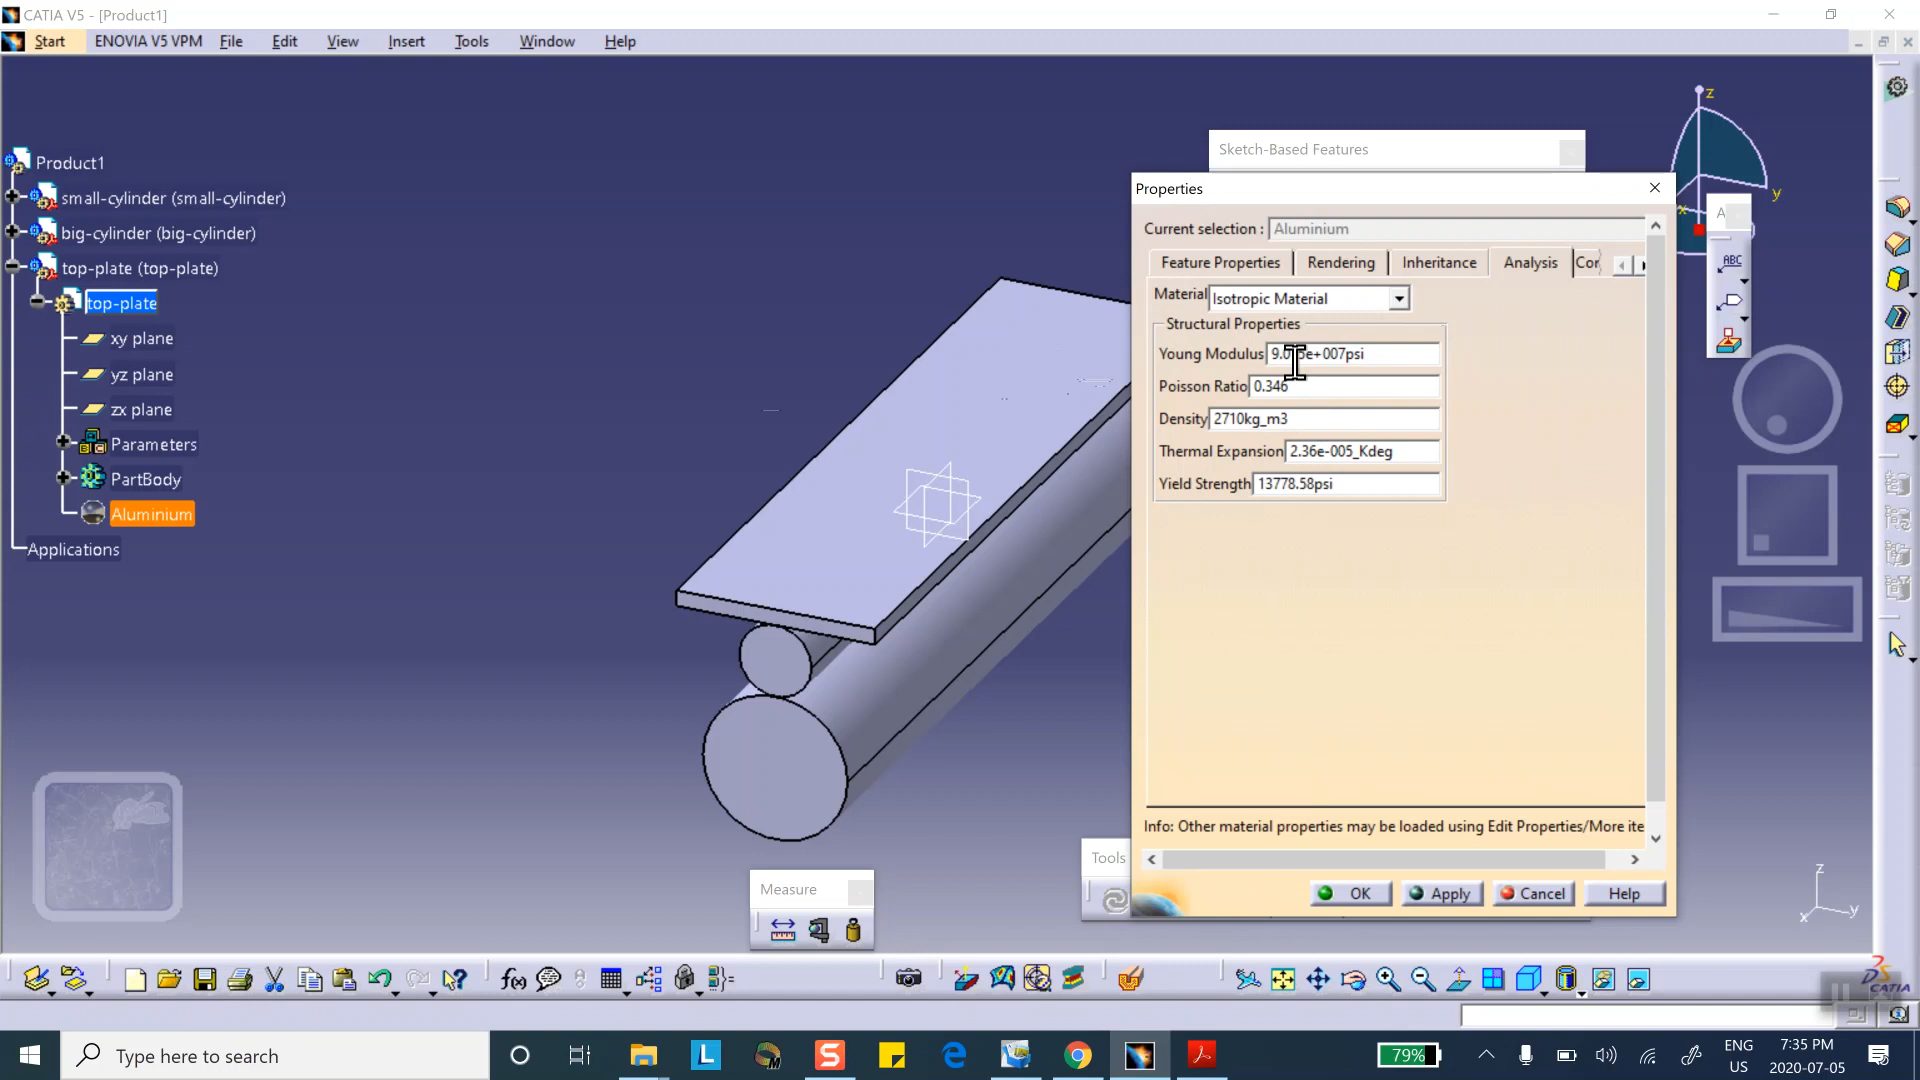 CATIA V5 - [Product1]
Start ENOVIA V5 VPM File Edit View Insert Tools Window Help
Product1
small-cylinder (small-cylinder)
big-cylinder (big-cylinder)
top-plate (top-plate)
top-plate
xy plane
yz plane
zx plane
Parameters
PartBody
Aluminium
Applications
z
y
x
Sketch-Based Features
A
ABC
Properties
Current selection : Aluminium
Feature Properties Rendering Inheritance Analysis Cor
Material Isotropic Material
Structural Properties
Young Modulus
Poisson Ratio 0.346
Density 2710kg_m3
Thermal Expansion 2.36e-005_Kdeg
Yield Strength 13778.58psi
Info: Other material properties may be loaded using Edit Properties/More ite
OK Apply Cancel Help
Measure
Tools
z
x y
f(x)
CATIA
Type here to search
L
S
79%
ENG
US
7:35 PM
2020-07-05